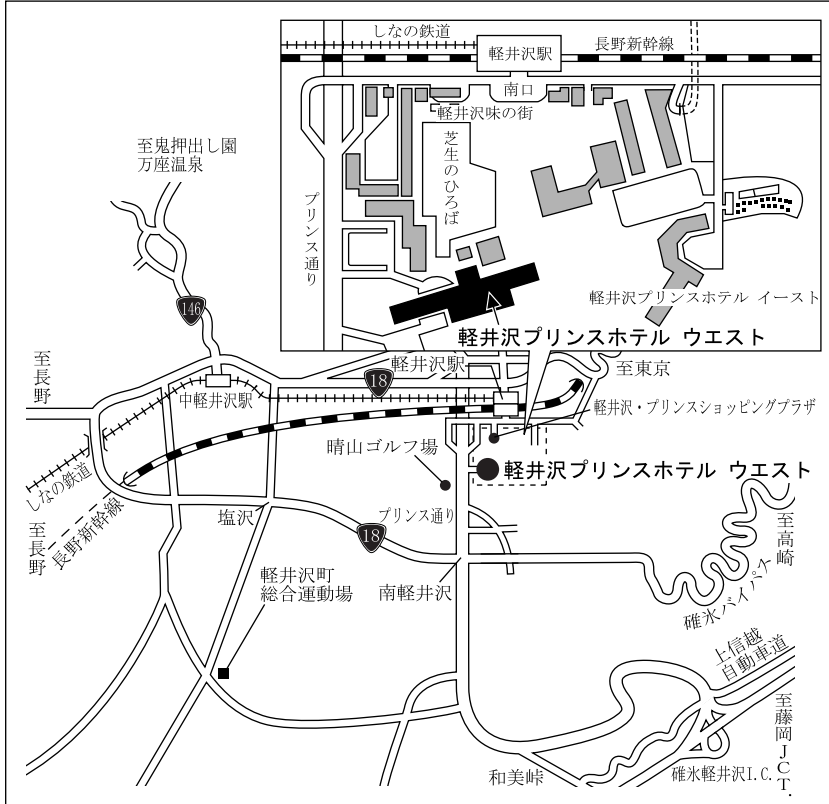 しなの鉄道
軽井沢駅
長野新幹線
南口
軽井沢味の街
芝生のひろば
プリンス通り
軽井沢プリンスホテル イースト
軽井沢プリンスホテル ウエスト
至鬼押出し園
万座温泉
146
至長野
中軽井沢駅
18
軽井沢駅
至東京
軽井沢・プリンスショッピングプラザ
晴山ゴルフ場
軽井沢プリンスホテル ウエスト
しなの鉄道
至長野
長野新幹線
塩沢
プリンス通り
18
至高崎
碓氷バイパス
軽井沢町
総合運動場
南軽井沢
上信越
自動車道
至藤岡JCT.
和美峠
碓氷軽井沢I.C.